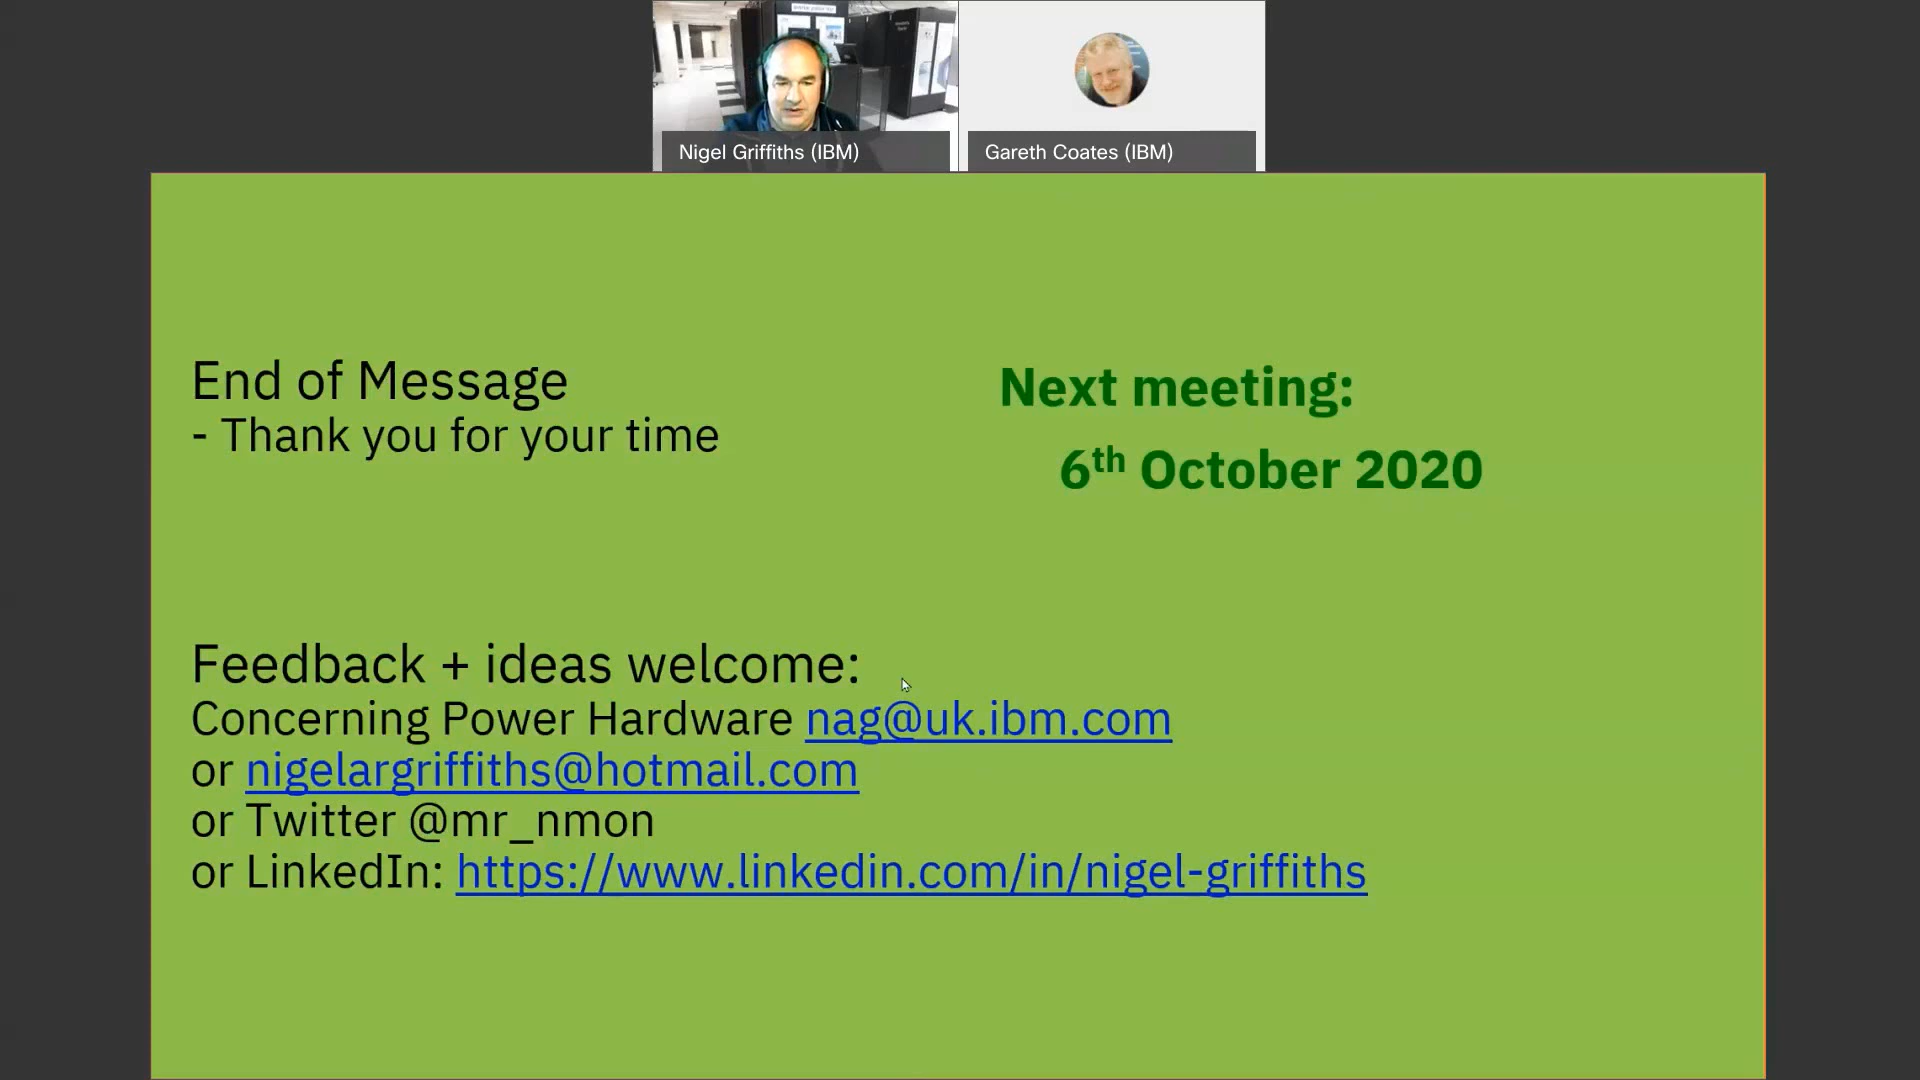 Nigel Griffiths (IBM)
Gareth Coates (IBM)
End of Message
- Thank you for your time
Next meeting:
6th October 2020
Feedback + ideas welcome:
Concerning Power Hardware nag@uk.ibm.com
or nigelargriffiths@hotmail.com
or Twitter @mr_nmon
or LinkedIn: https://www.linkedin.com/in/nigel-griffiths